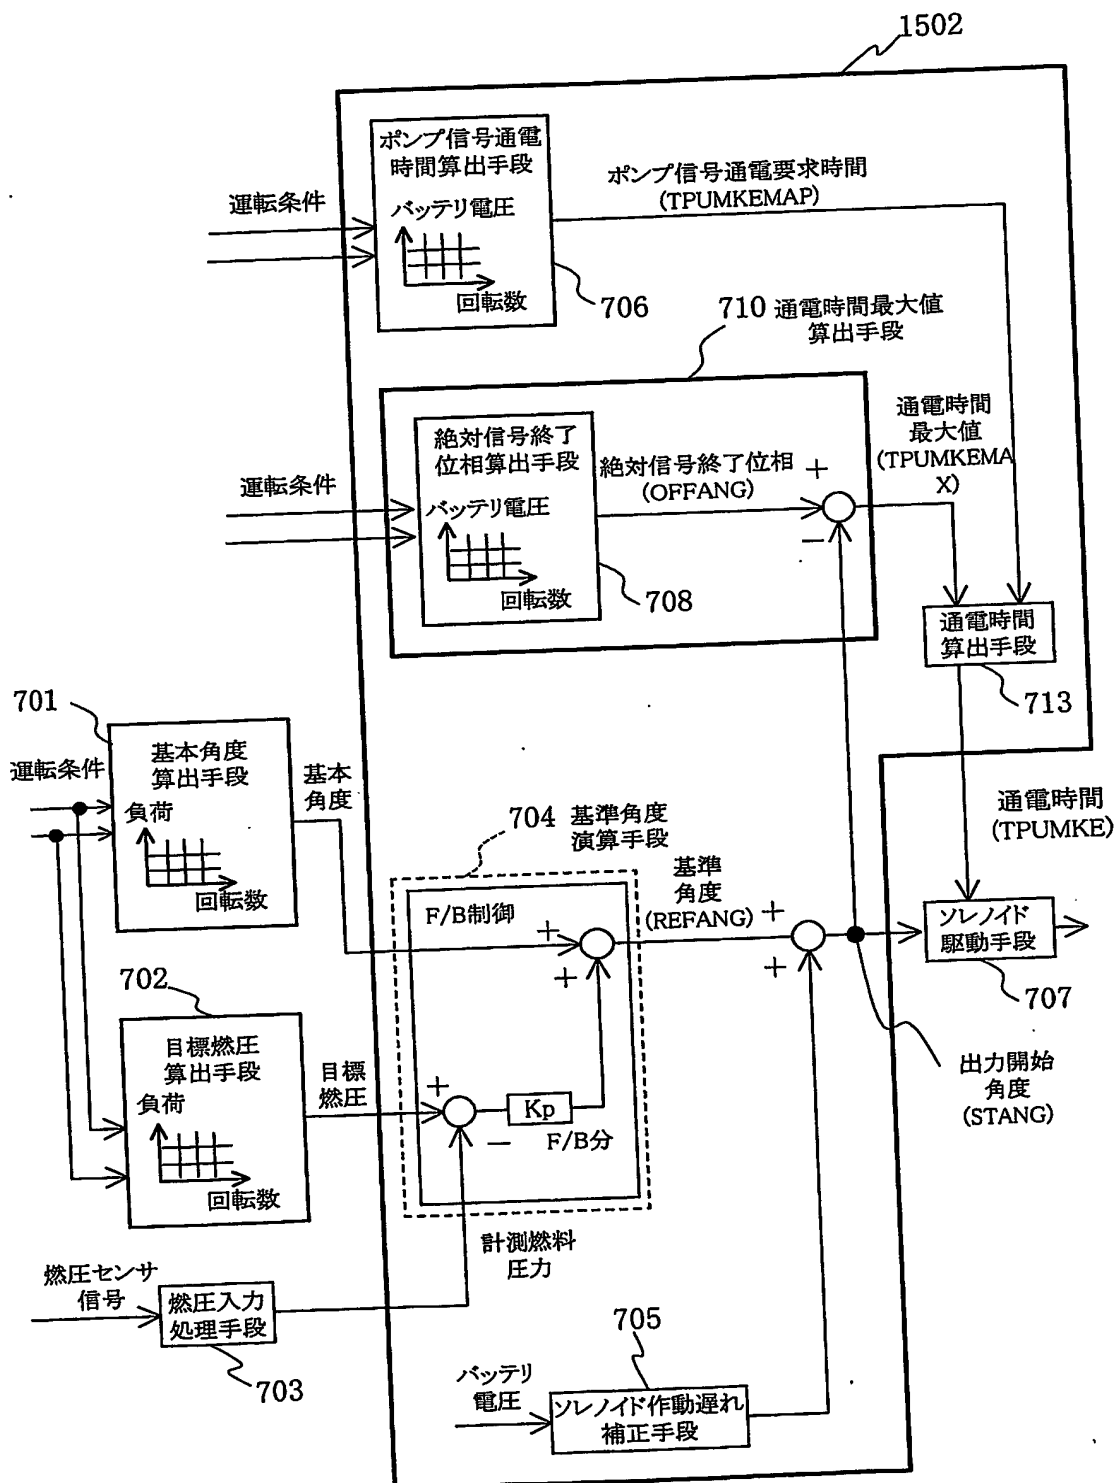 1502
ポンプ信号通電
時間算出手段
バッテリ電圧
回転数
運転条件
ポンプ信号通電要求時間
(TPUMKEMAP)
706
710 通電時間最大値
算出手段
絶対信号終了
位相算出手段
バッテリ電圧
回転数
運転条件
絶対信号終了位相
(OFFANG)
+
−
708
通電時間
最大値
(TPUMKEMA
X)
通電時間
算出手段
713
701
運転条件
基本角度
算出手段
負荷
回転数
基本
角度
704 基準角度
演算手段
F/B制御
+
+
基準
角度
(REFANG)
+
+
通電時間
(TPUMKE)
ソレノイド
駆動手段
707
702
目標燃圧
算出手段
負荷
回転数
目標
燃圧
+
−
Kp
F/B分
出力開始
角度
(STANG)
計測燃料
圧力
燃圧センサ
信号
燃圧入力
処理手段
703
705
バッテリ
電圧
ソレノイド作動遅れ
補正手段